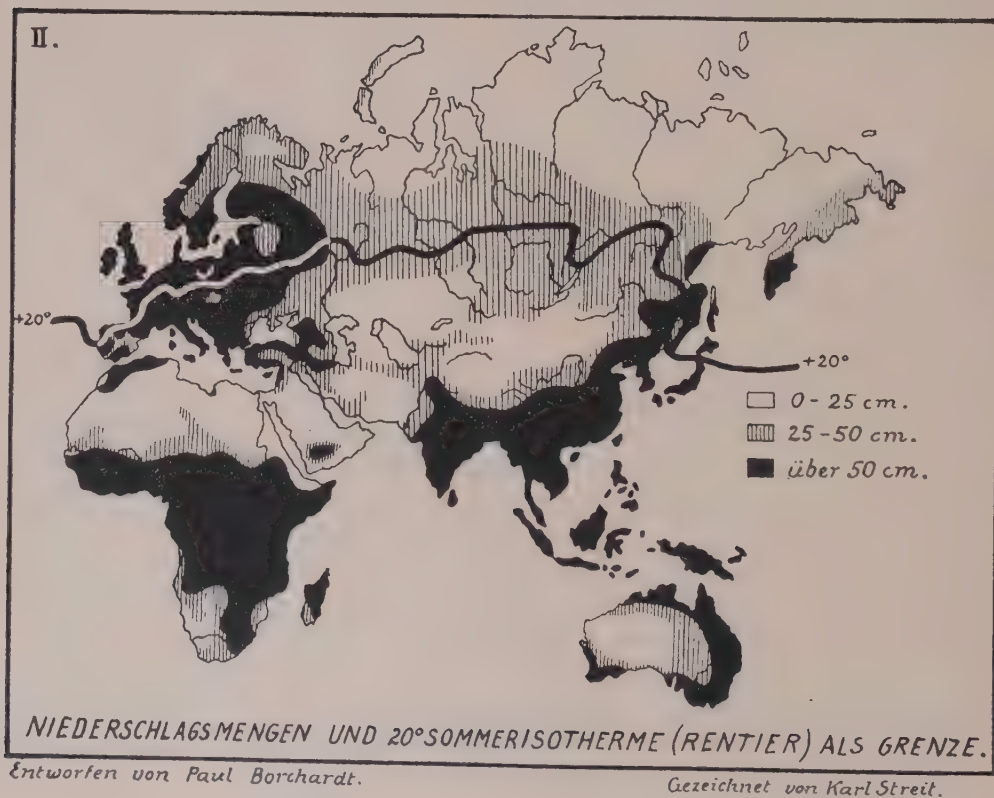 II.
+20°
+20°
0-25 cm.
25-50 cm.
über 50 cm.
NIEDERSCHLAGSMENGEN UND 20°SOMMERISOTHERME (RENTIER) ALS GRENZE.
Entworfen von Paul Borchardt.
Gezeichnet von Karl Streit.